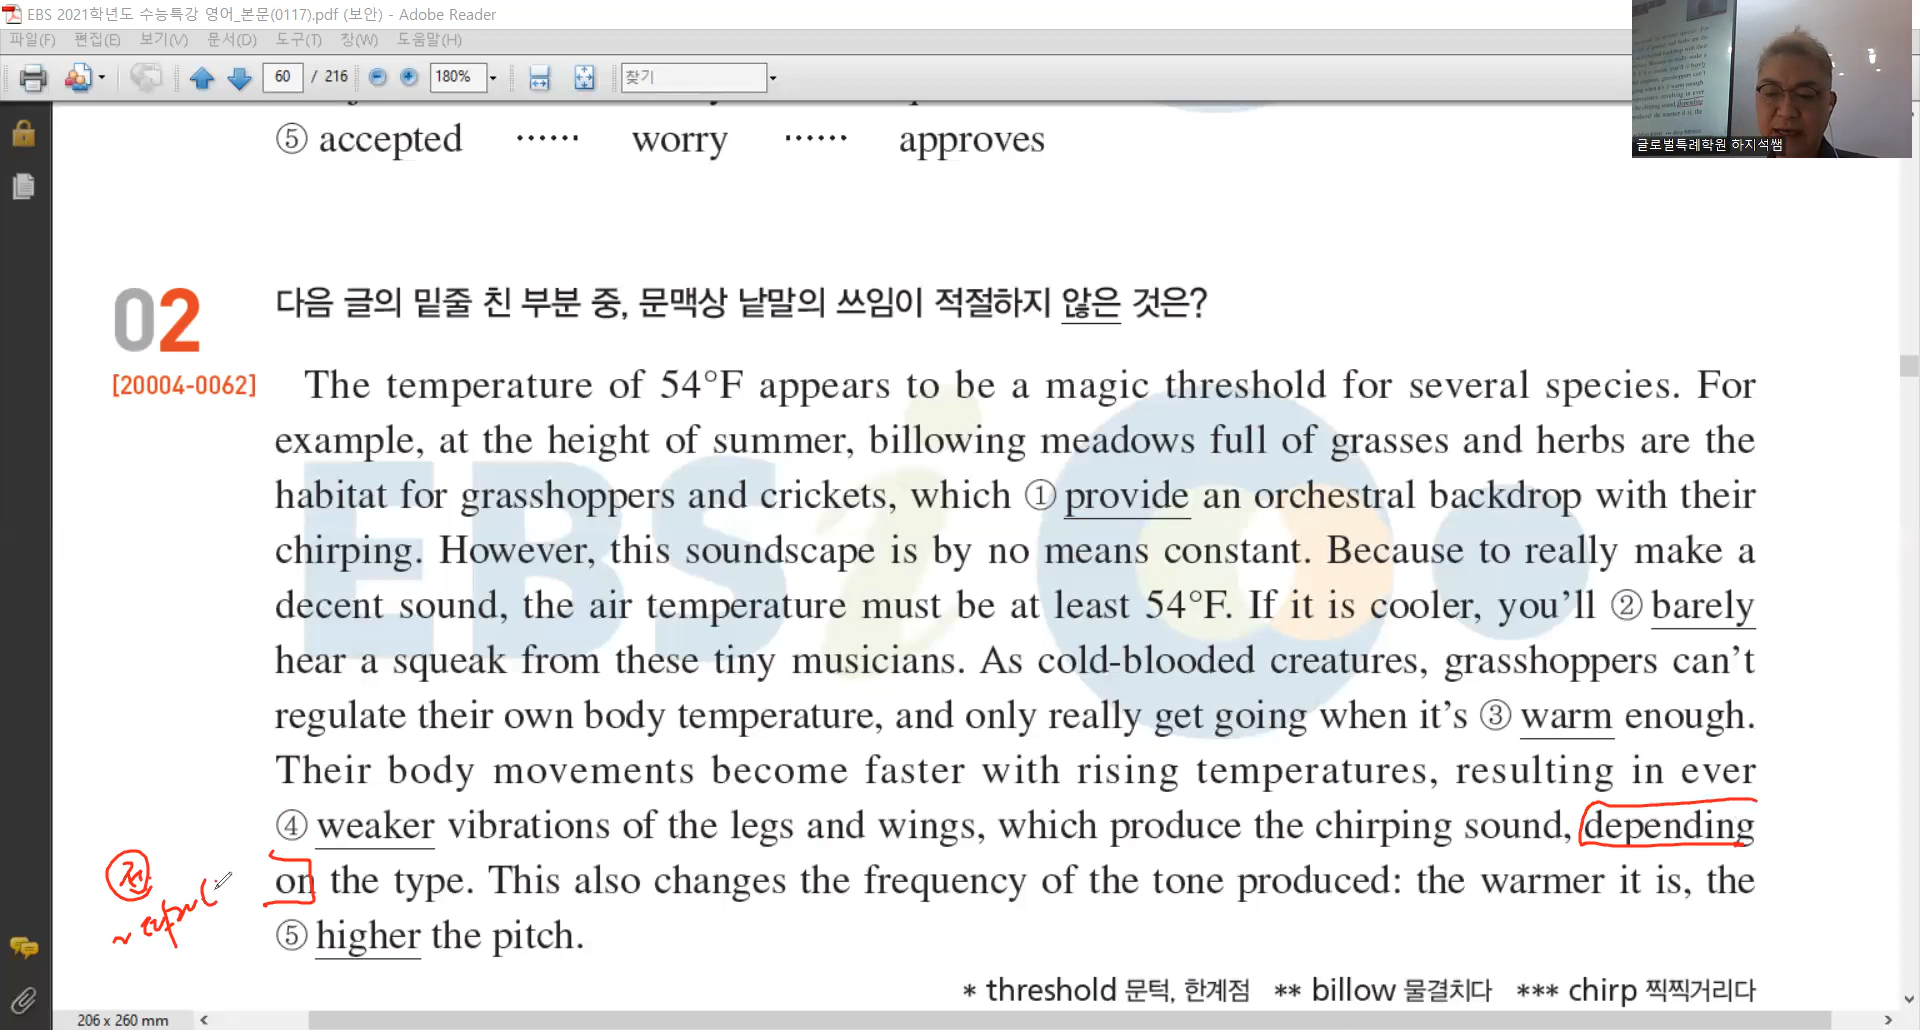 EBS 2021학년도 수능특강 영어_본문(0117).pdf (보안) - Adobe Reader
파일(F) 편집(E) 보기(V) 문서(D) 도구(T) 창(W) 도움말(H)
60 / 216 180% 찾기
글로벌특례학원 하지석쌤
⑤ accepted ······ worry ······ approves
02 다음 글의 밑줄 친 부분 중, 문맥상 낱말의 쓰임이 적절하지 않은 것은?
[20004-0062]
The temperature of 54°F appears to be a magic threshold for several species. For
example, at the height of summer, billowing meadows full of grasses and herbs are the
habitat for grasshoppers and crickets, which ① provide an orchestral backdrop with their
chirping. However, this soundscape is by no means constant. Because to really make a
decent sound, the air temperature must be at least 54°F. If it is cooler, you'll ② barely
hear a squeak from these tiny musicians. As cold-blooded creatures, grasshoppers can't
regulate their own body temperature, and only really get going when it's ③ warm enough.
Their body movements become faster with rising temperatures, resulting in ever
④ weaker vibrations of the legs and wings, which produce the chirping sound, depending
on the type. This also changes the frequency of the tone produced: the warmer it is, the
⑤ higher the pitch.
전
* threshold 문턱, 한계점 ** billow 물결치다 *** chirp 찍찍거리다
206 x 260 mm